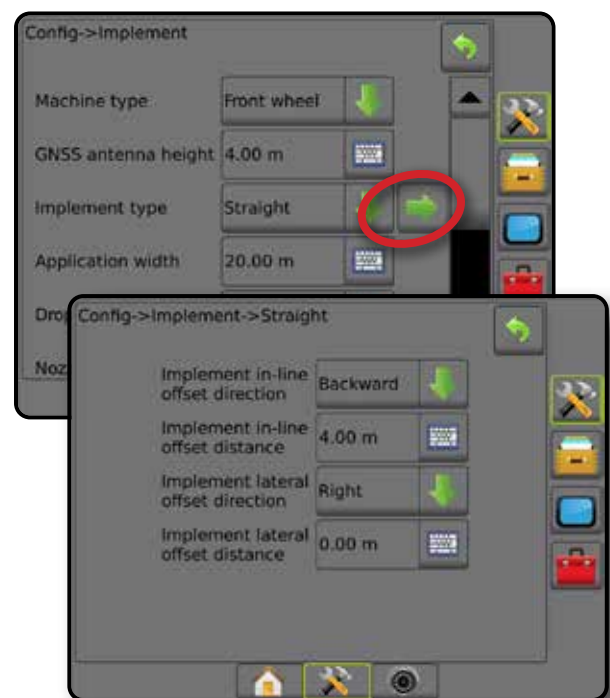 Config->Implement
Machine type
Front wheel
GNSS antenna height
4.00 m
Implement type
Straight
Application width
20.00 m
Config->Implement->Straight
Implement in-line
offset direction
Backward
Implement in-line
offset distance
4.00 m
Implement lateral
offset direction
Right
Implement lateral
offset distance
0.00 m